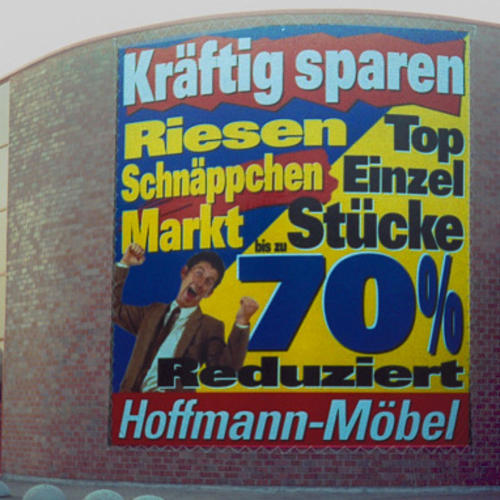 Kräftig sparen
Riesen
Schnäppchen
Markt
Top
Einzel
Stücke
bis zu
70%
Reduziert
Hoffmann-Möbel